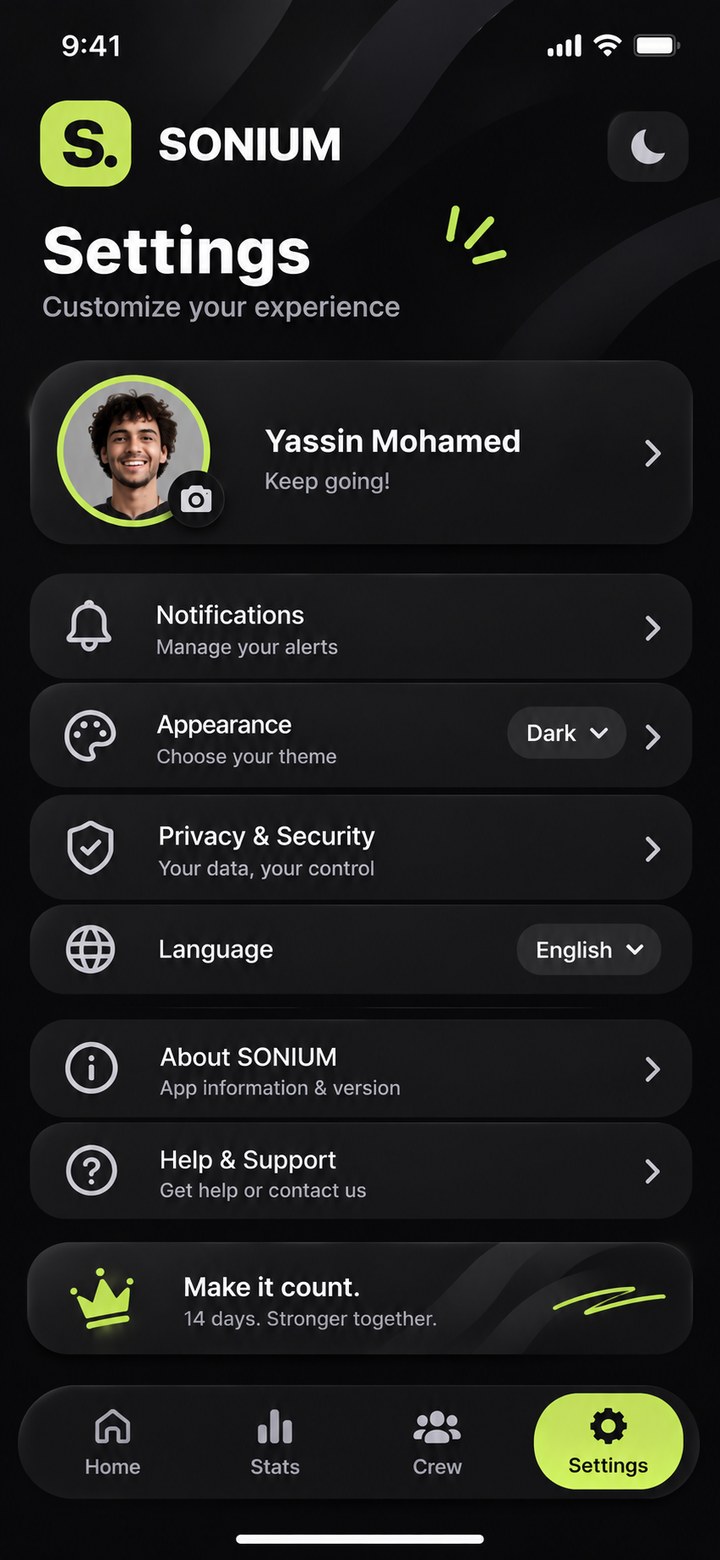 9:41
S.
SONIUM
Settings
Customize your experience
Yassin Mohamed
Keep going!
Notifications
Manage your alerts
Appearance
Choose your theme
Dark
Privacy & Security
Your data, your control
Language
English
About SONIUM
App information & version
Help & Support
Get help or contact us
Make it count.
14 days. Stronger together.
Home
Stats
Crew
Settings